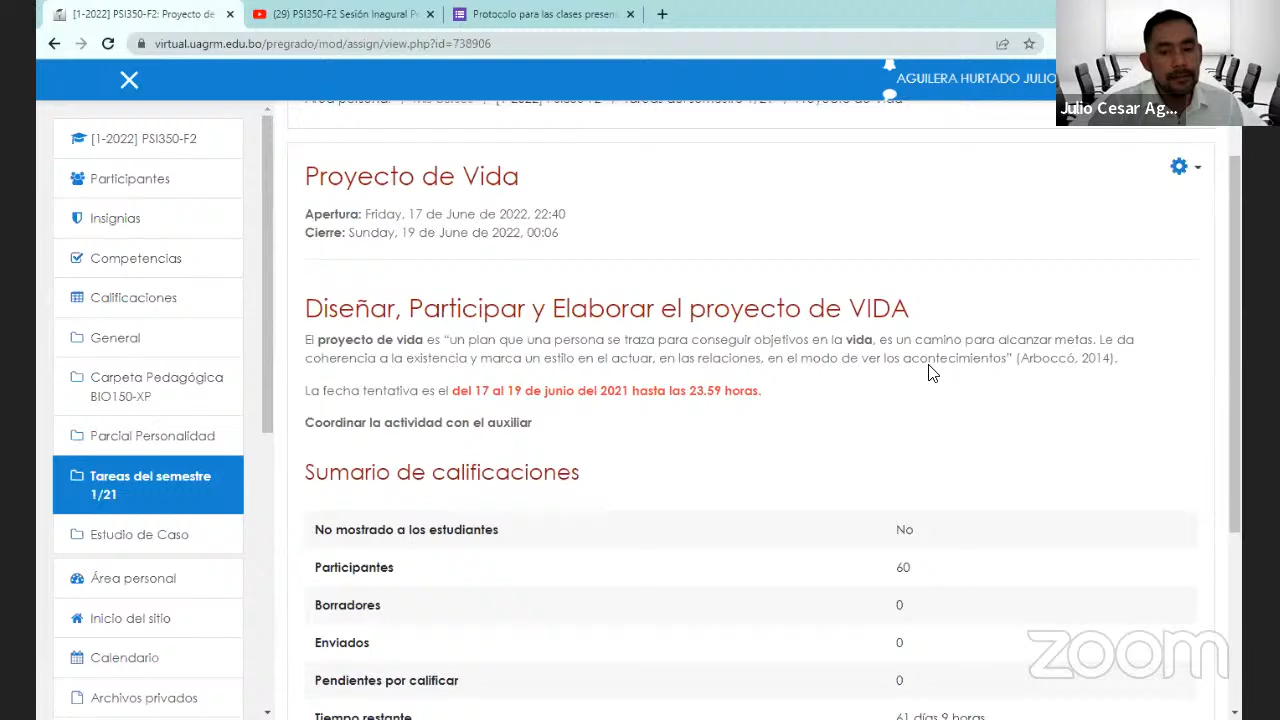 [1-2022] PSI350-F2: Proyecto de
(29) PSI350-F2 Sesión Inagural P
Protocolo para las clases presen
virtual.uagrm.edu.bo/pregrado/mod/assign/view.php?id=738906
AGUILERA HURTADO JULIO
Julio Cesar Ag...
[1-2022] PSI350-F2
Participantes
Insignias
Competencias
Calificaciones
General
Carpeta Pedagógica
BIO150-XP
Parcial Personalidad
Tareas del semestre
1/21
Estudio de Caso
Área personal
Inicio del sitio
Calendario
Archivos privados
Proyecto de Vida
Apertura: Friday, 17 de June de 2022, 22:40
Cierre: Sunday, 19 de June de 2022, 00:06
Diseñar, Participar y Elaborar el proyecto de VIDA
El proyecto de vida es “un plan que una persona se traza para conseguir objetivos en la vida, es un camino para alcanzar metas. Le da
coherencia a la existencia y marca un estilo en el actuar, en las relaciones, en el modo de ver los acontecimientos” (Arboccó, 2014).
La fecha tentativa es el del 17 al 19 de junio del 2021 hasta las 23.59 horas.
Coordinar la actividad con el auxiliar
Sumario de calificaciones
No mostrado a los estudiantes No
Participantes 60
Borradores 0
Enviados 0
Pendientes por calificar 0
Tiempo restante 61 días 9 horas
zoom